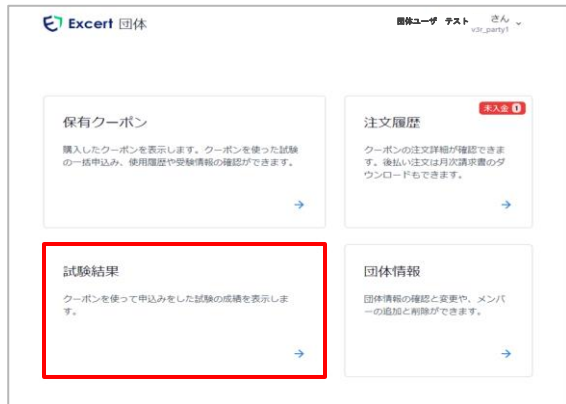 Excert 団体
団体ユーザ テスト さん
v3r_party1
保有クーポン
購入したクーポンを表示します。クーポンを使った試験
の一括申込み、使用履歴や受験情報の確認ができます。
未入金 1
注文履歴
クーポンの注文詳細が確認できま
す。後払い注文は月次請求書のダ
ウンロードもできます。
試験結果
クーポンを使って申込みをした試験の成績を表示しま
す。
団体情報
団体情報の確認と変更や、メンバ
ーの追加と削除ができます。